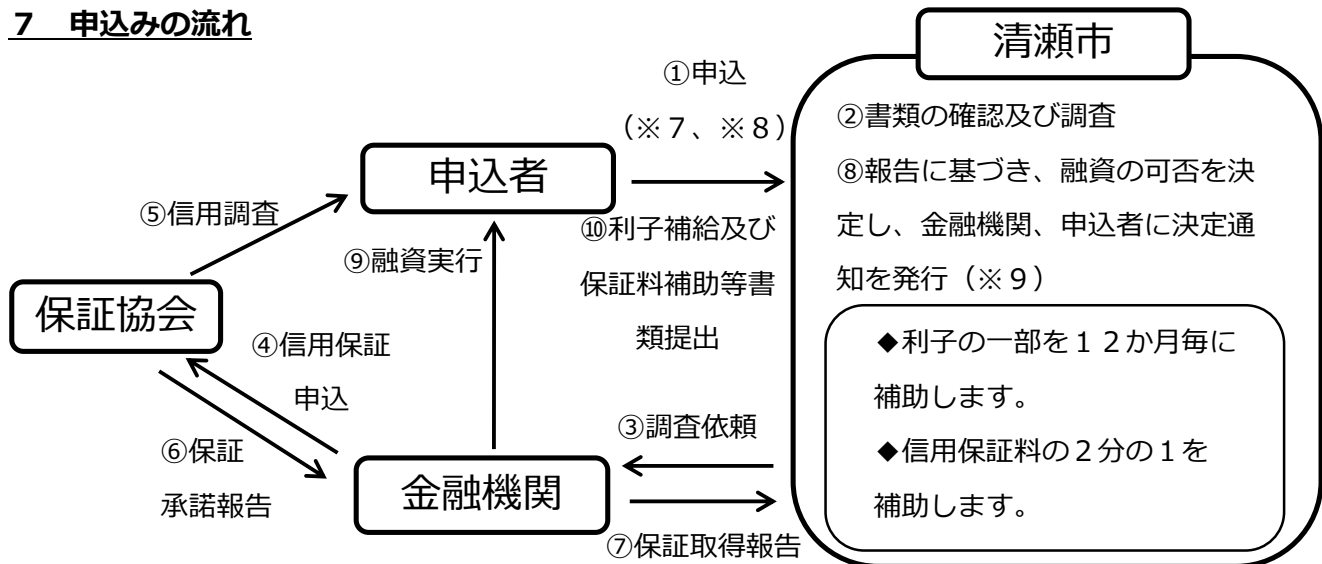 ７　申込みの流れ
清瀬市
①申込
（※７、※８）
②書類の確認及び調査
⑧報告に基づき、融資の可否を決
定し、金融機関、申込者に決定通
知を発行（※９）
◆利子の一部を１２か月毎に
補助します。
◆信用保証料の２分の１を
補助します。
申込者
⑤信用調査
⑩利子補給及び
保証料補助等書
類提出
⑨融資実行
保証協会
④信用保証
申込
③調査依頼
⑥保証
承諾報告
金融機関
⑦保証取得報告